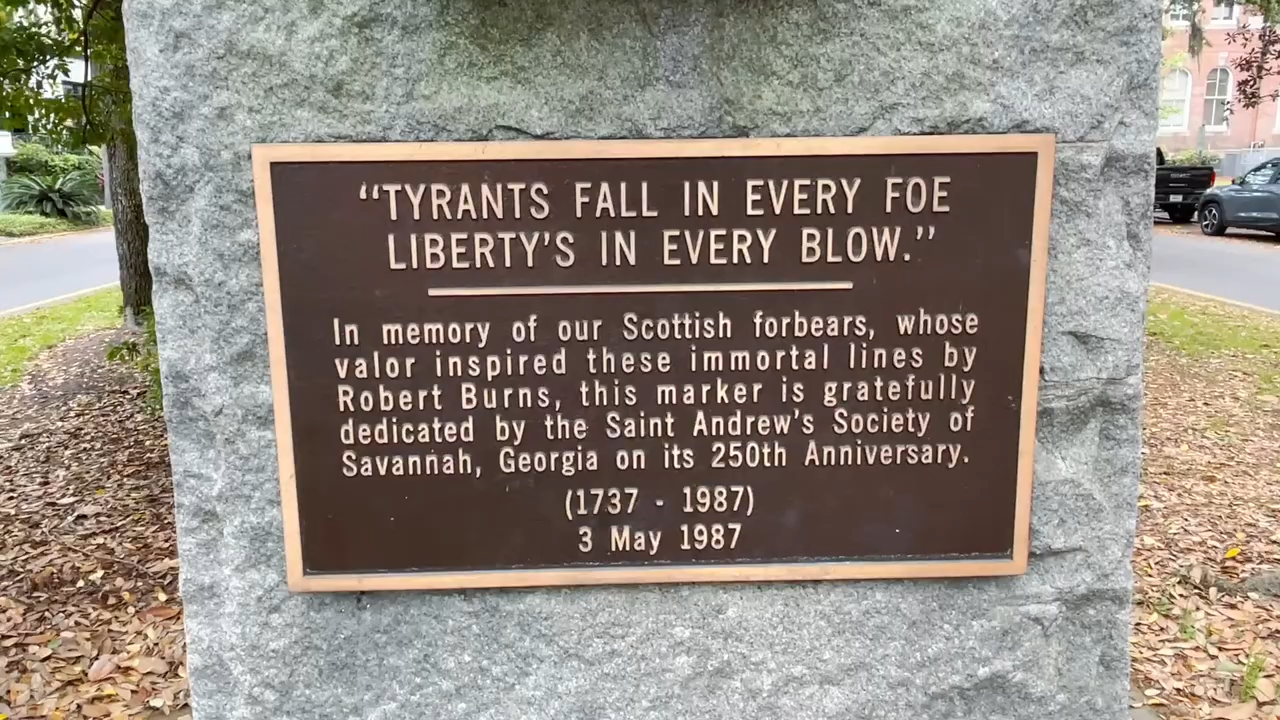 “TYRANTS FALL IN EVERY FOE
LIBERTY’S IN EVERY BLOW.”
In memory of our Scottish forbears, whose
valor inspired these immortal lines by
Robert Burns, this marker is gratefully
dedicated by the Saint Andrew’s Society of
Savannah, Georgia on its 250th Anniversary.
(1737 - 1987)
3 May 1987